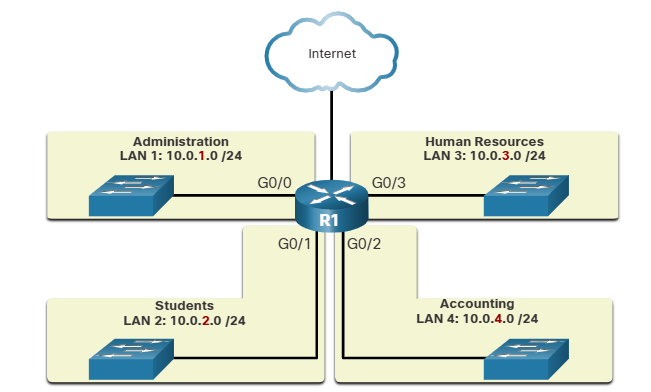 Internet
Administration
LAN 1: 10.0.1.0 /24
Human Resources
LAN 3: 10.0.3.0 /24
G0/0
G0/3
R1
G0/1
G0/2
Students
LAN 2: 10.0.2.0 /24
Accounting
LAN 4: 10.0.4.0 /24